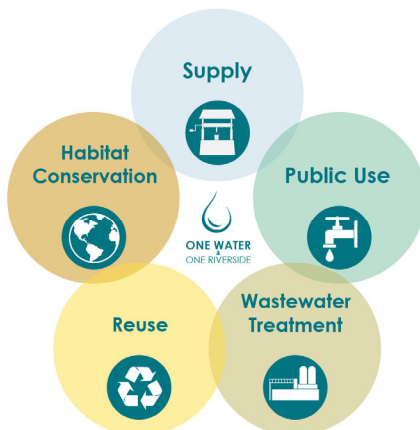 Supply
Habitat
Conservation
Public Use
ONE WATER
&
ONE RIVERSIDE
Reuse
Wastewater
Treatment